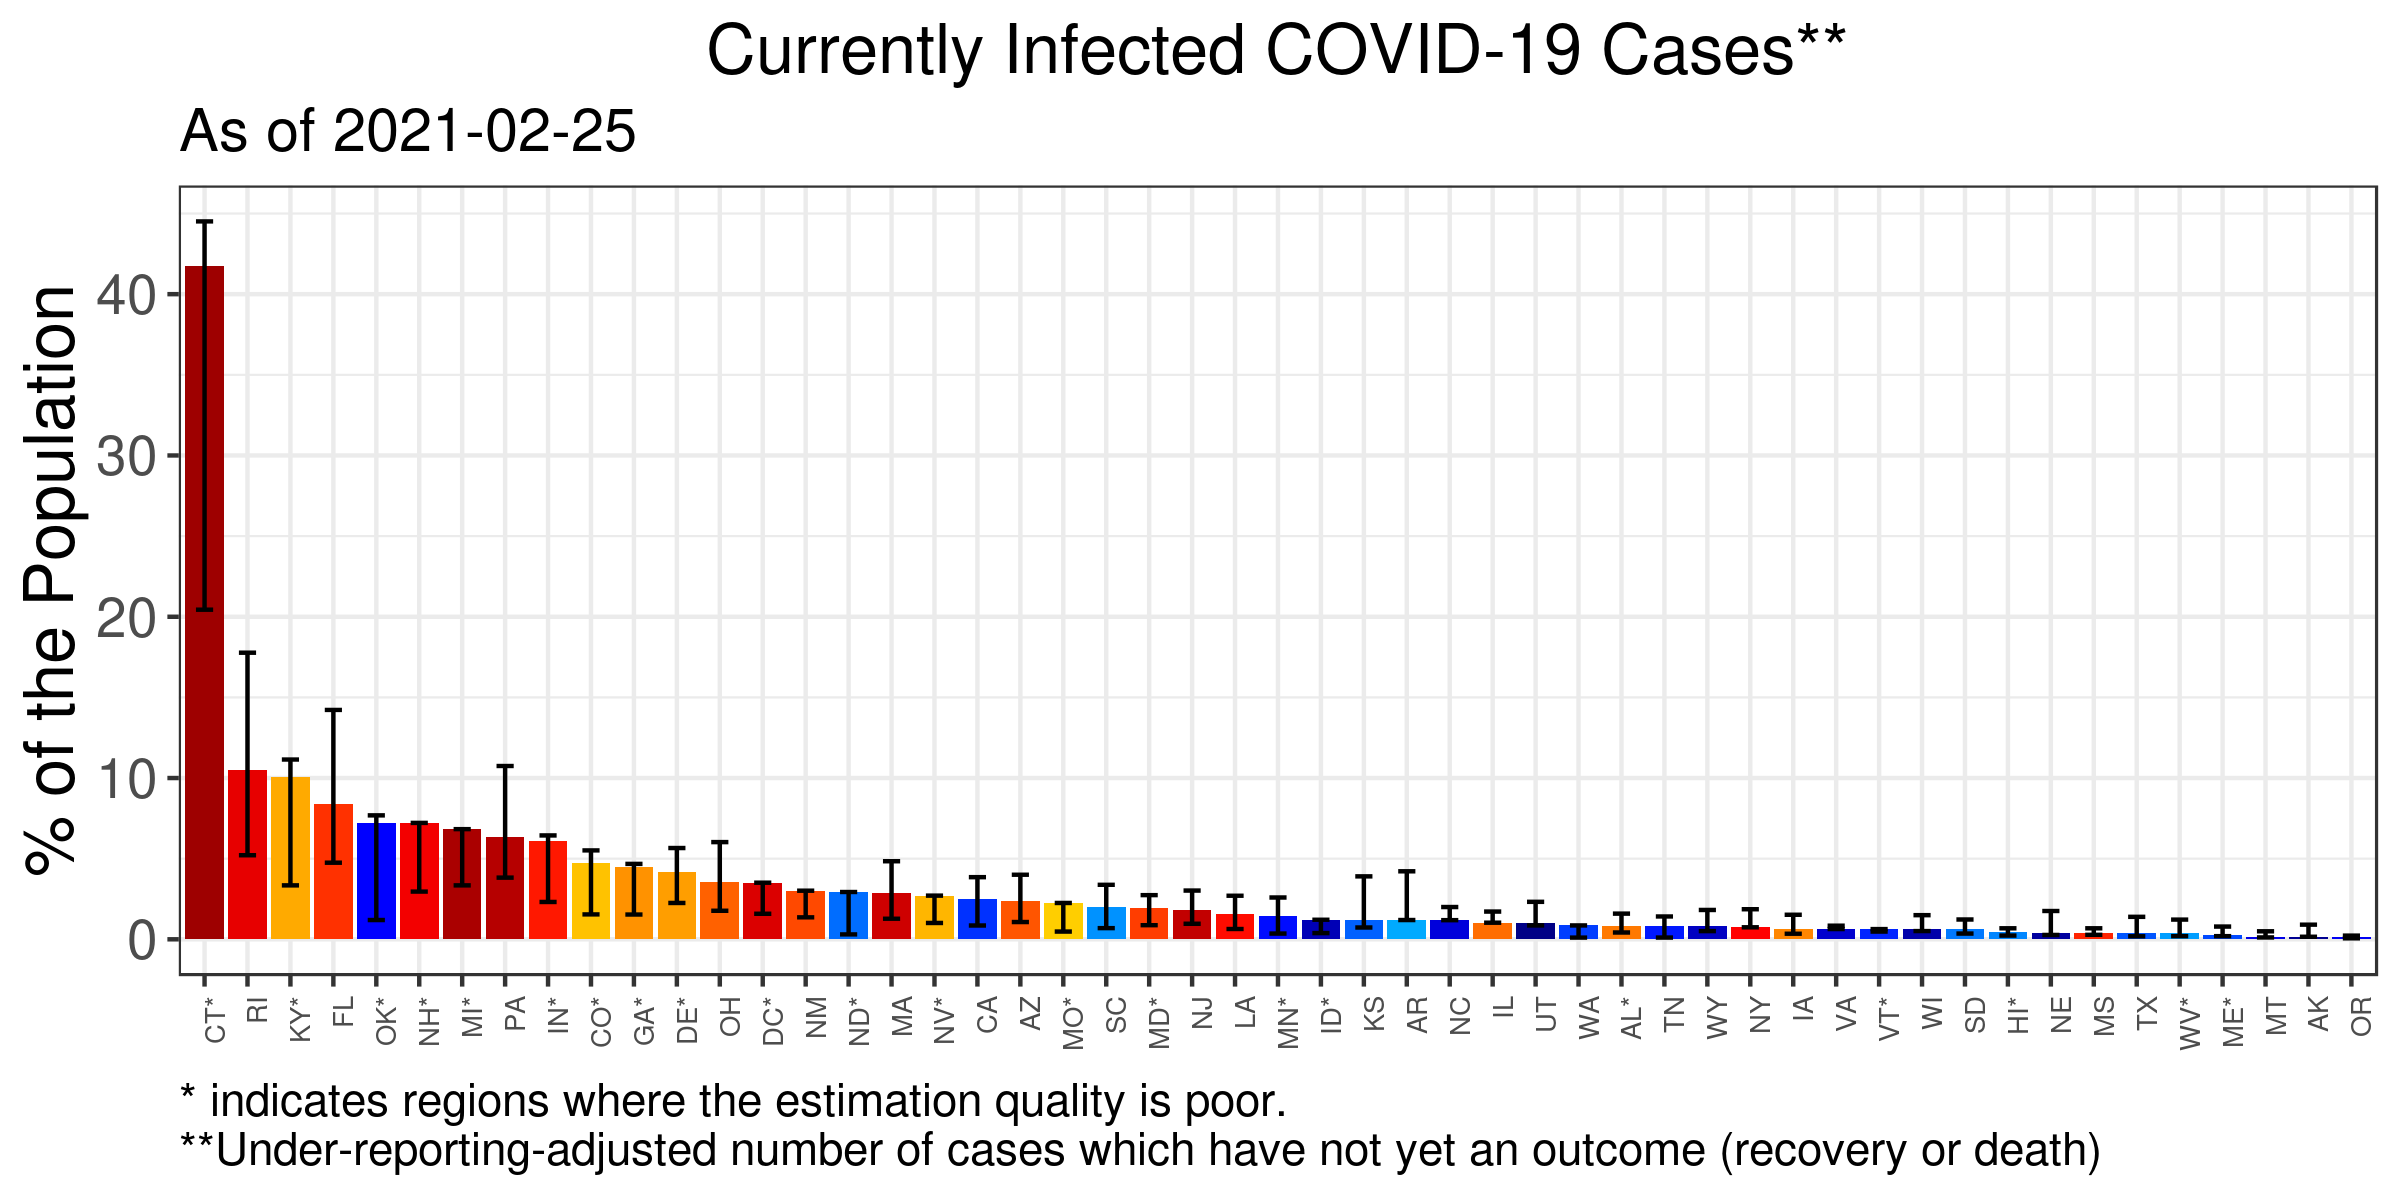 Currently Infected COVID-19 Cases**
As of 2021-02-25
% of the Population
40
30
20
10
0
CT* RI KY* FL OK* NH* MI* PA IN* CO* GA* DE* OH DC* NM ND* MA NV* CA AZ MO* SC MD* NJ LA MN* ID* KS AR NC IL UT WA AL* TN WY NY IA VA VT* WI SD HI* NE MS TX WV* ME* MT AK OR
* indicates regions where the estimation quality is poor.
**Under-reporting-adjusted number of cases which have not yet an outcome (recovery or death)